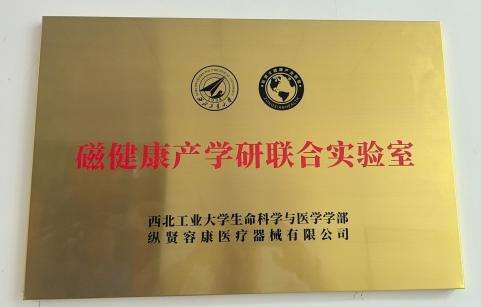 磁健康产学研联合实验室
西北工业大学生命科学与医学学部
纵贤容康医疗器械有限公司